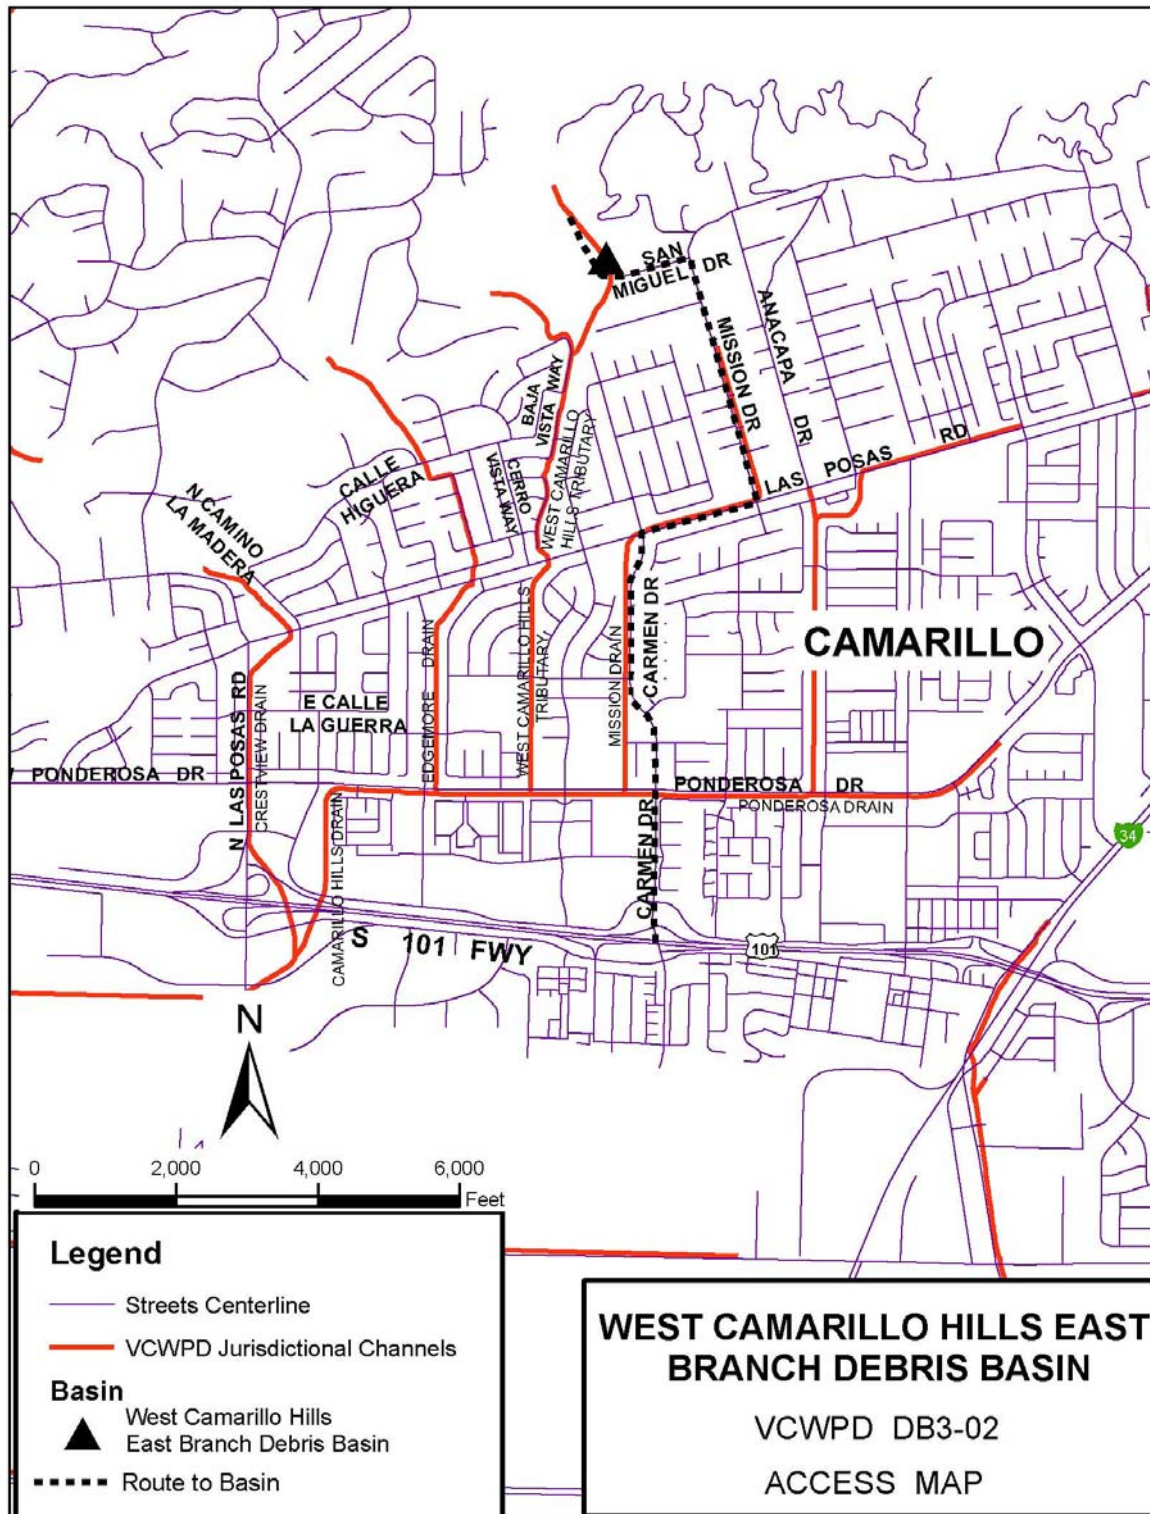 SAN
MIGUEL DR
ANACAPA DR
MISSION DR
BAJA
VISTA WAY
WEST CAMARILLO
HILLS TRIBUTARY
CERRO
VISTA WAY
CALLE
HIGUERA
LAS POSAS RD
N CAMINO
LA MADERA
CARMEN DR
CAMARILLO
EDGEMORE DRAIN
WEST CAMARILLO HILLS
TRIBUTARY
MISSION DRAIN
N LAS POSAS RD
CRESTVIEW DRAIN
E CALLE
LA GUERRA
PONDEROSA DR
PONDEROSA DR
PONDEROSA DRAIN
CARMEN DR
CAMARILLO HILLS DRAIN
34
S 101 FWY
101
N
0 2,000 4,000 6,000
Feet
Legend
Streets Centerline
VCWPD Jurisdictional Channels
Basin
West Camarillo Hills
East Branch Debris Basin
Route to Basin
WEST CAMARILLO HILLS EAST
BRANCH DEBRIS BASIN
VCWPD DB3-02
ACCESS MAP